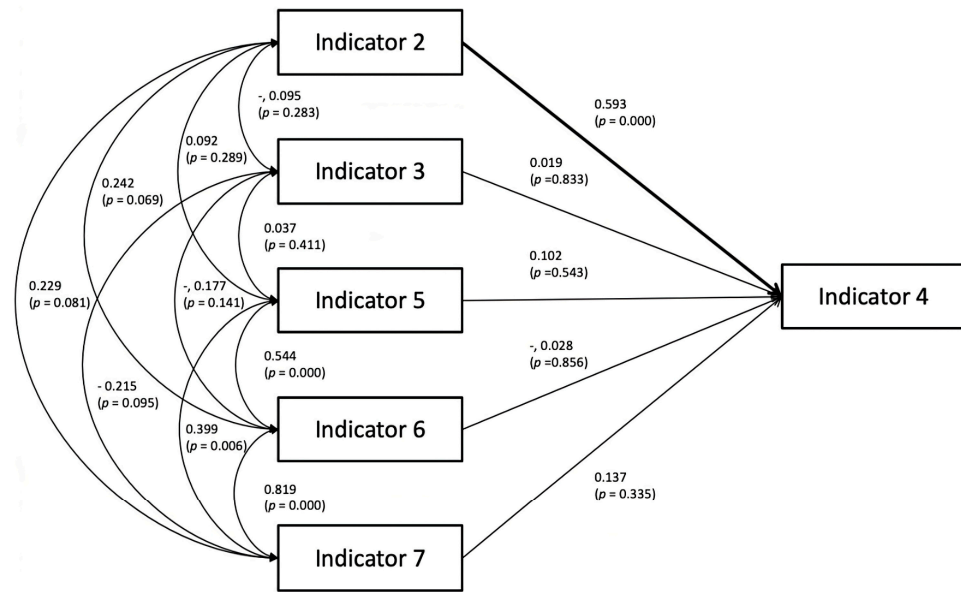 Indicator 2
-, 0.095
(p = 0.283)
0.593
(p = 0.000)
0.092
(p = 0.289)
Indicator 3
0.019
(p =0.833)
0.242
(p = 0.069)
0.037
(p = 0.411)
0.102
(p =0.543)
0.229
(p = 0.081)
-, 0.177
(p = 0.141)
Indicator 5
Indicator 4
0.544
(p = 0.000)
-, 0.028
(p =0.856)
- 0.215
(p = 0.095)
0.399
(p = 0.006)
Indicator 6
0.137
(p = 0.335)
0.819
(p = 0.000)
Indicator 7